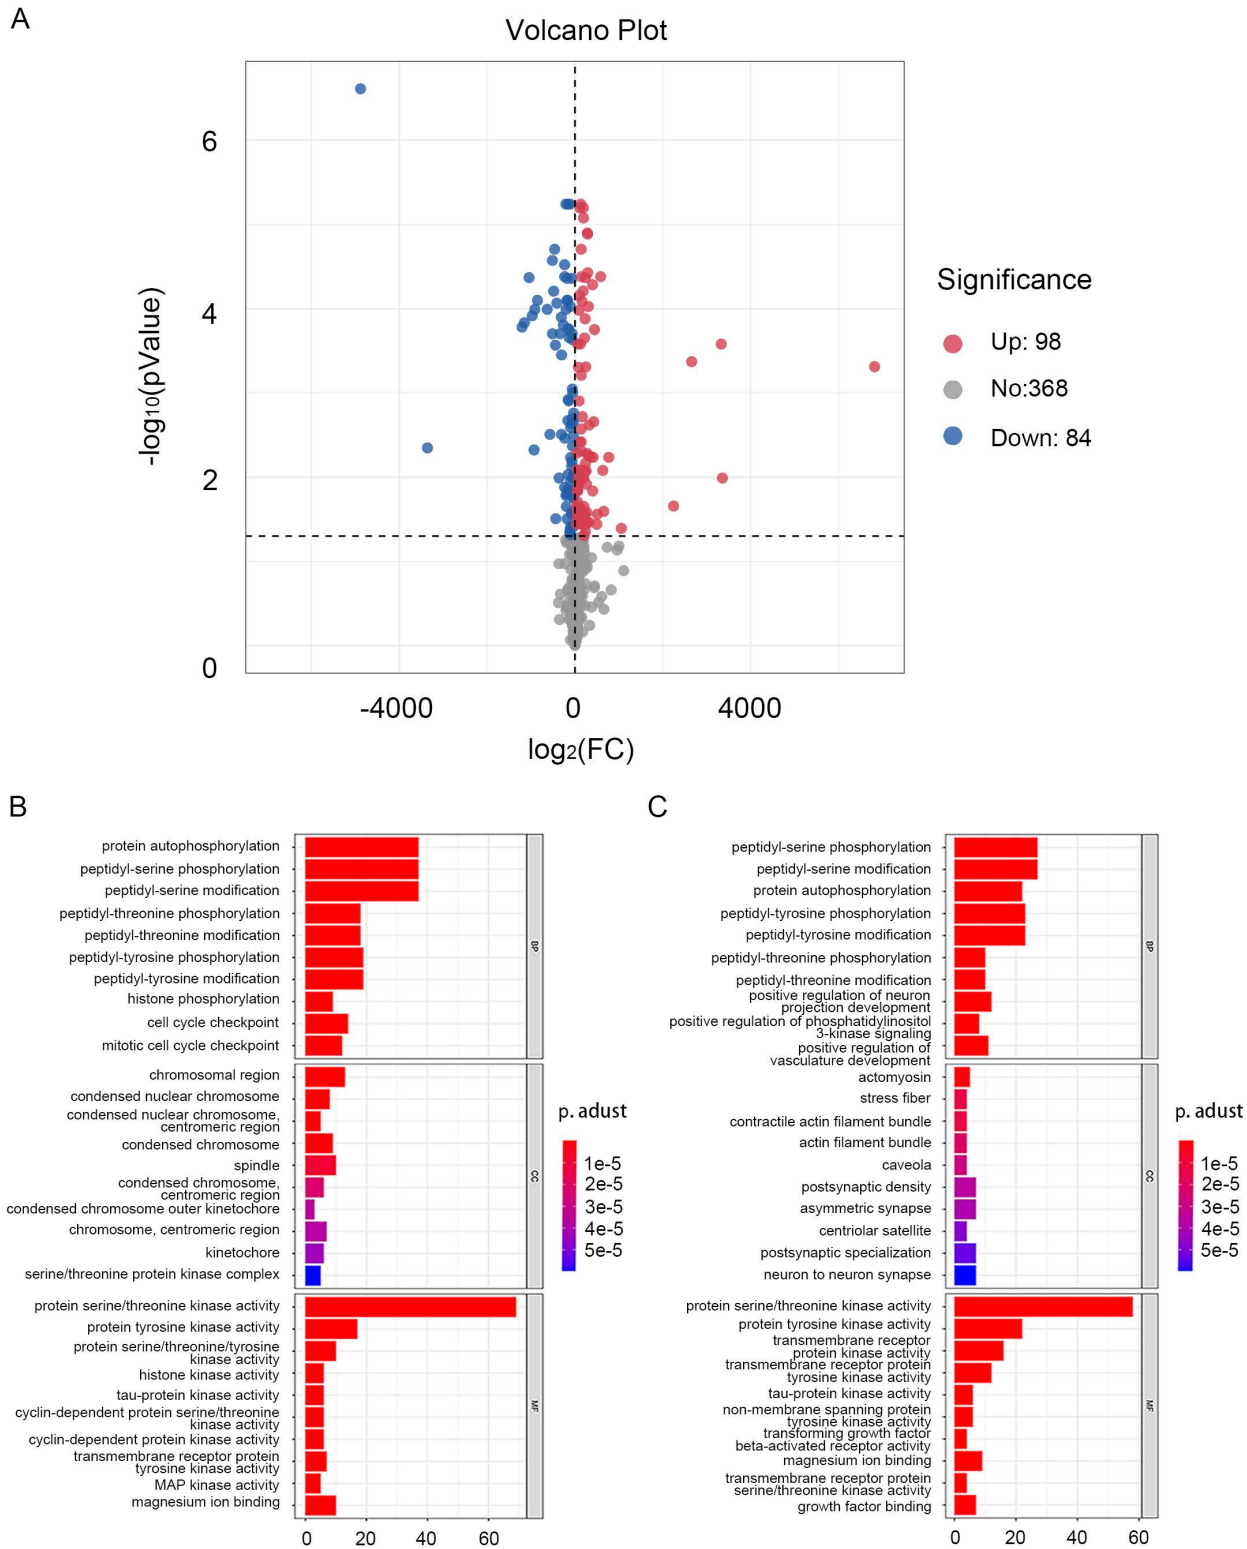 A
Volcano Plot
6
4
2
0
-log10(pValue)
-4000
0
4000
log2(FC)
Significance
Up: 98
No:368
Down: 84
B
protein autophosphorylation
peptidyl-serine phosphorylation
peptidyl-serine modification
peptidyl-threonine phosphorylation
peptidyl-threonine modification
peptidyl-tyrosine phosphorylation
peptidyl-tyrosine modification
histone phosphorylation
cell cycle checkpoint
mitotic cell cycle checkpoint
BP
chromosomal region
condensed nuclear chromosome
condensed nuclear chromosome,
centromeric region
condensed chromosome
spindle
condensed chromosome,
centromeric region
condensed chromosome outer kinetochore
chromosome, centromeric region
kinetochore
serine/threonine protein kinase complex
CC
protein serine/threonine kinase activity
protein tyrosine kinase activity
protein serine/threonine/tyrosine
kinase activity
histone kinase activity
tau-protein kinase activity
cyclin-dependent protein serine/threonine
kinase activity
cyclin-dependent protein kinase activity
transmembrane receptor protein
tyrosine kinase activity
MAP kinase activity
magnesium ion binding
MF
0
20
40
60
p. adust
1e-5
2e-5
3e-5
4e-5
5e-5
C
peptidyl-serine phosphorylation
peptidyl-serine modification
protein autophosphorylation
peptidyl-tyrosine phosphorylation
peptidyl-tyrosine modification
peptidyl-threonine phosphorylation
peptidyl-threonine modification
positive regulation of neuron
projection development
positive regulation of phosphatidylinositol
3-kinase signaling
positive regulation of
vasculature development
BP
actomyosin
stress fiber
contractile actin filament bundle
actin filament bundle
caveola
postsynaptic density
asymmetric synapse
centriolar satellite
postsynaptic specialization
neuron to neuron synapse
CC
protein serine/threonine kinase activity
protein tyrosine kinase activity
transmembrane receptor
protein kinase activity
transmembrane receptor protein
tyrosine kinase activity
tau-protein kinase activity
non-membrane spanning protein
tyrosine kinase activity
transforming growth factor
beta-activated receptor activity
magnesium ion binding
transmembrane receptor protein
serine/threonine kinase activity
growth factor binding
MF
0
20
40
60
p. adust
1e-5
2e-5
3e-5
4e-5
5e-5